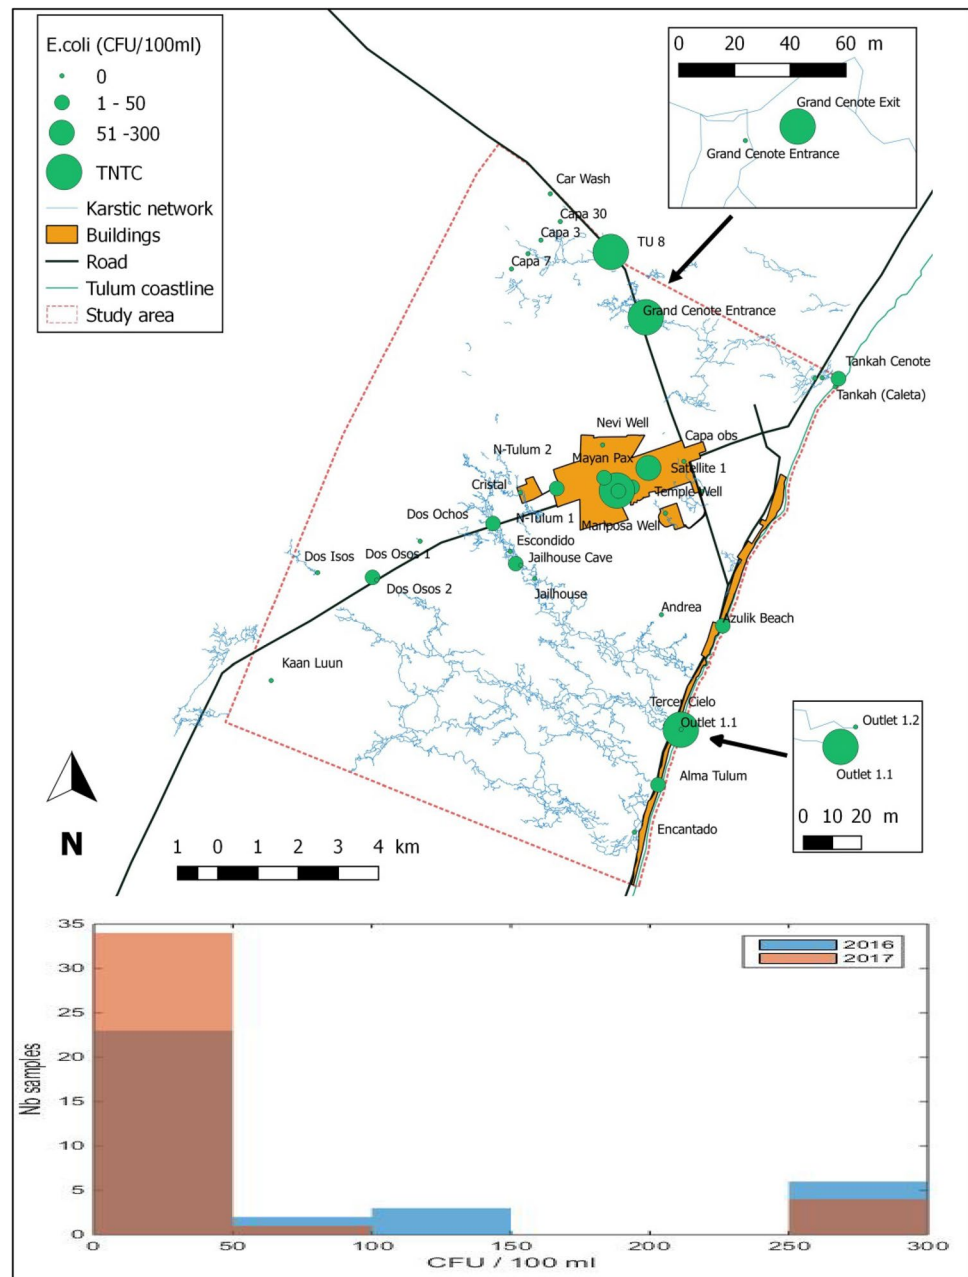 E.coli (CFU/100ml)
0
1 - 50
51 -300
TNTC
Karstic network
Buildings
Road
Tulum coastline
Study area
0 20 40 60 m
Grand Cenote Exit
Grand Cenote Entrance
Car Wash
Capa 30
Capa 3
TU 8
Capa 7
Grand Cenote Entrance
Tankah Cenote
Tankah (Caleta)
Nevi Well
Capa obs
N-Tulum 2
Mayan Pax
Satellite 1
Cristal
Temple Well
Dos Ochos
N-Tulum 1
Mariposa Well
Escondido
Dos Isos
Dos Osos 1
Jailhouse Cave
Dos Osos 2
Jailhouse
Andrea
Azulik Beach
Kaan Luun
Tercer Cielo
Outlet 1.1
Outlet 1.2
Outlet 1.1
Alma Tulum
Encantado
0 10 20 m
N
1 0 1 2 3 4 km
35
30
25
20
15
10
5
0
Nb samples
2016
2017
0 50 100 150 200 250 300
CFU / 100 ml